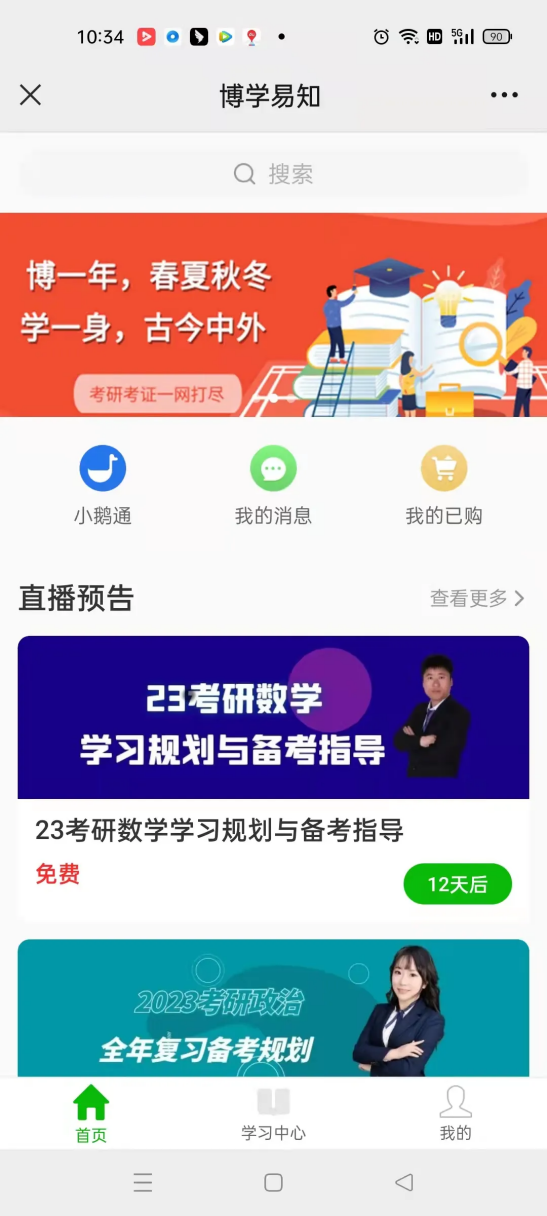 10:34
HD
5G
90
博学易知
搜索
博一年，春夏秋冬
学一身，古今中外
考研考证一网打尽
小鹅通
我的消息
我的已购
直播预告
查看更多
23考研数学
学习规划与备考指导
23考研数学学习规划与备考指导
免费
12天后
2023考研政治
全年复习备考规划
首页
学习中心
我的